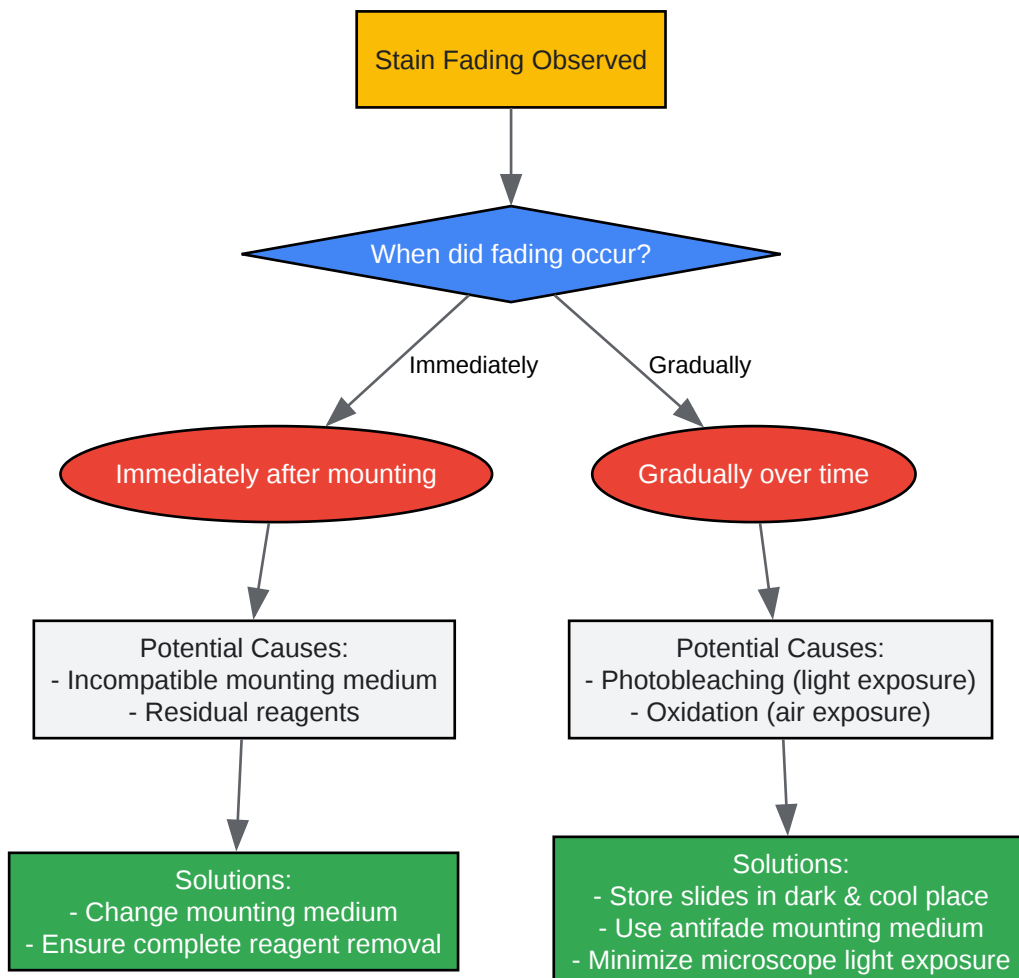 Stain Fading Observed
When did fading occur?
Immediately
Gradually
Immediately after mounting
Gradually over time
Potential Causes:
- Incompatible mounting medium
- Residual reagents
Potential Causes:
- Photobleaching (light exposure)
- Oxidation (air exposure)
Solutions:
- Change mounting medium
- Ensure complete reagent removal
Solutions:
- Store slides in dark & cool place
- Use antifade mounting medium
- Minimize microscope light exposure